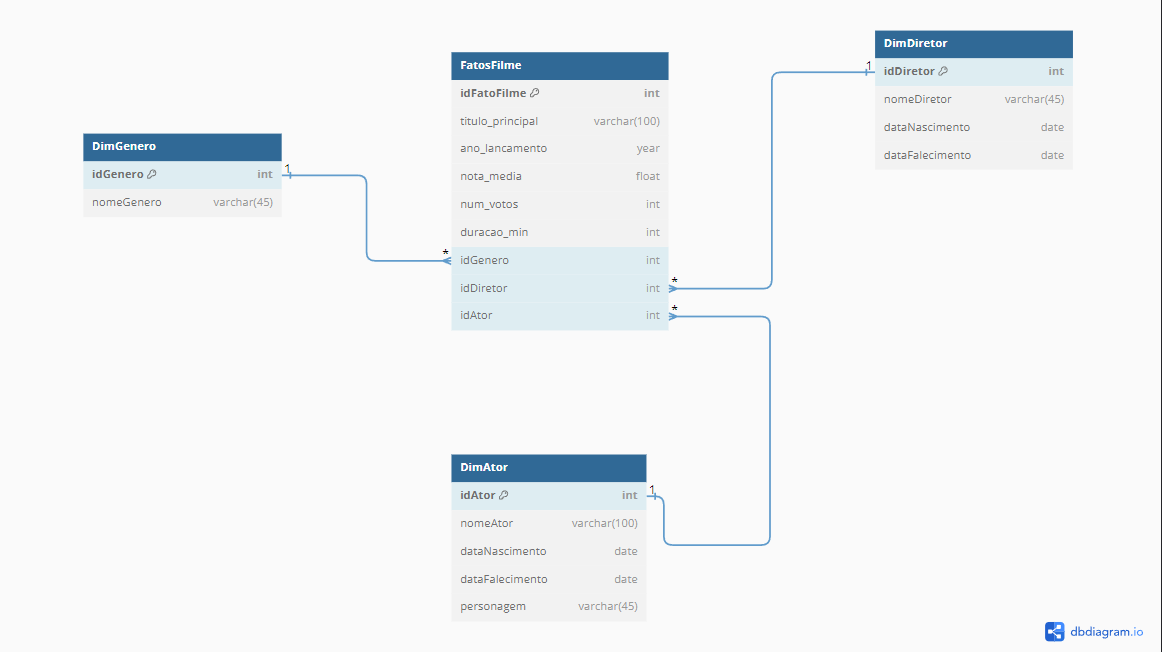 DimDiretor
idDiretor int
nomeDiretor varchar(45)
dataNascimento date
dataFalecimento date
1
FatosFilme
idFatoFilme int
titulo_principal varchar(100)
ano_lancamento year
nota_media float
num_votos int
duracao_min int
* idGenero int
idDiretor int *
idAtor int *
DimGenero
idGenero int 1
nomeGenero varchar(45)
DimAtor
idAtor int 1
nomeAtor varchar(100)
dataNascimento date
dataFalecimento date
personagem varchar(45)
dbdiagram.io